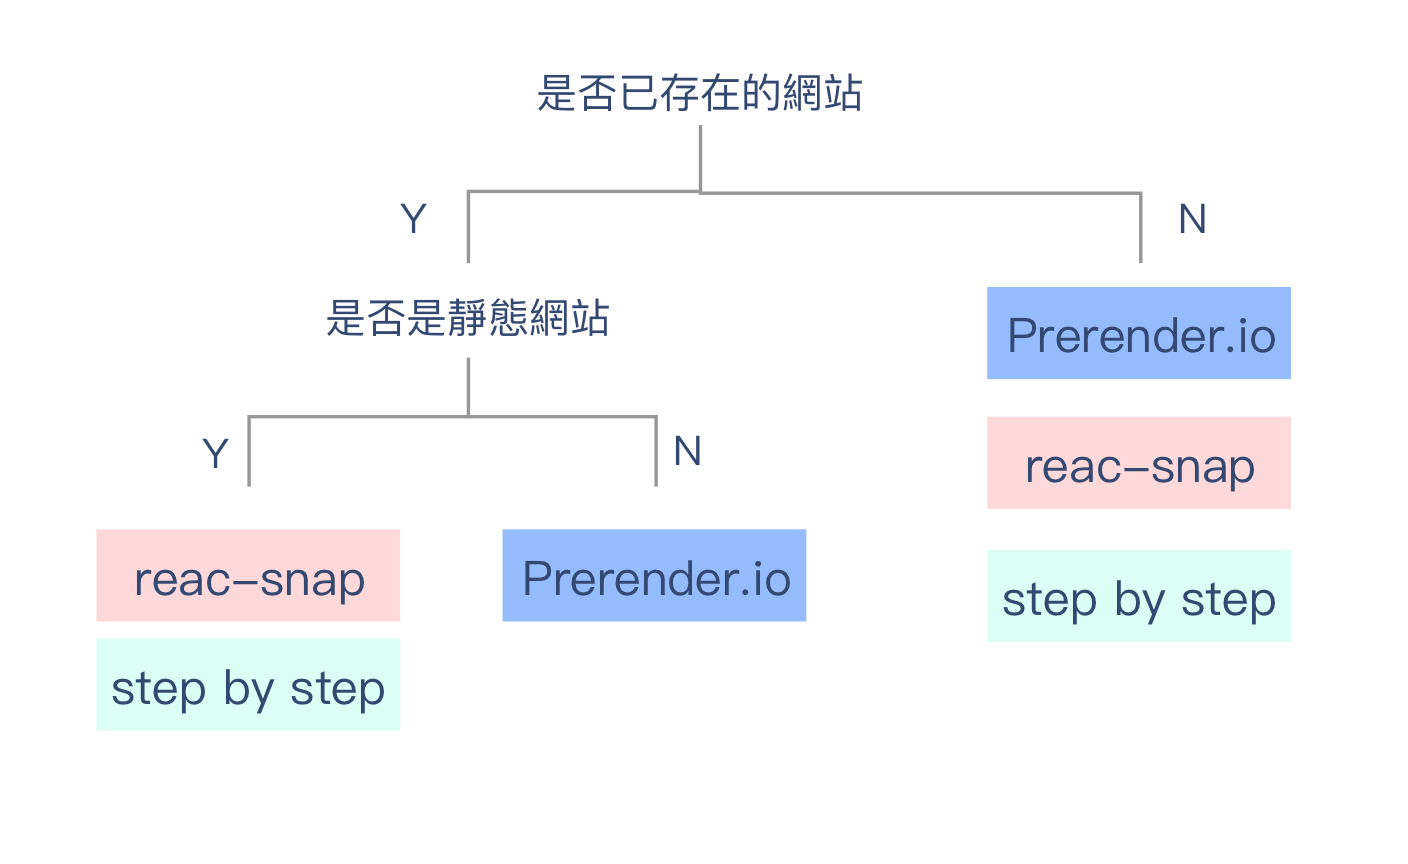 是否已存在的網站
Y
N
是否是靜態網站
Prerender.io
reac–snap
step by step
Y
N
reac–snap
step by step
Prerender.io